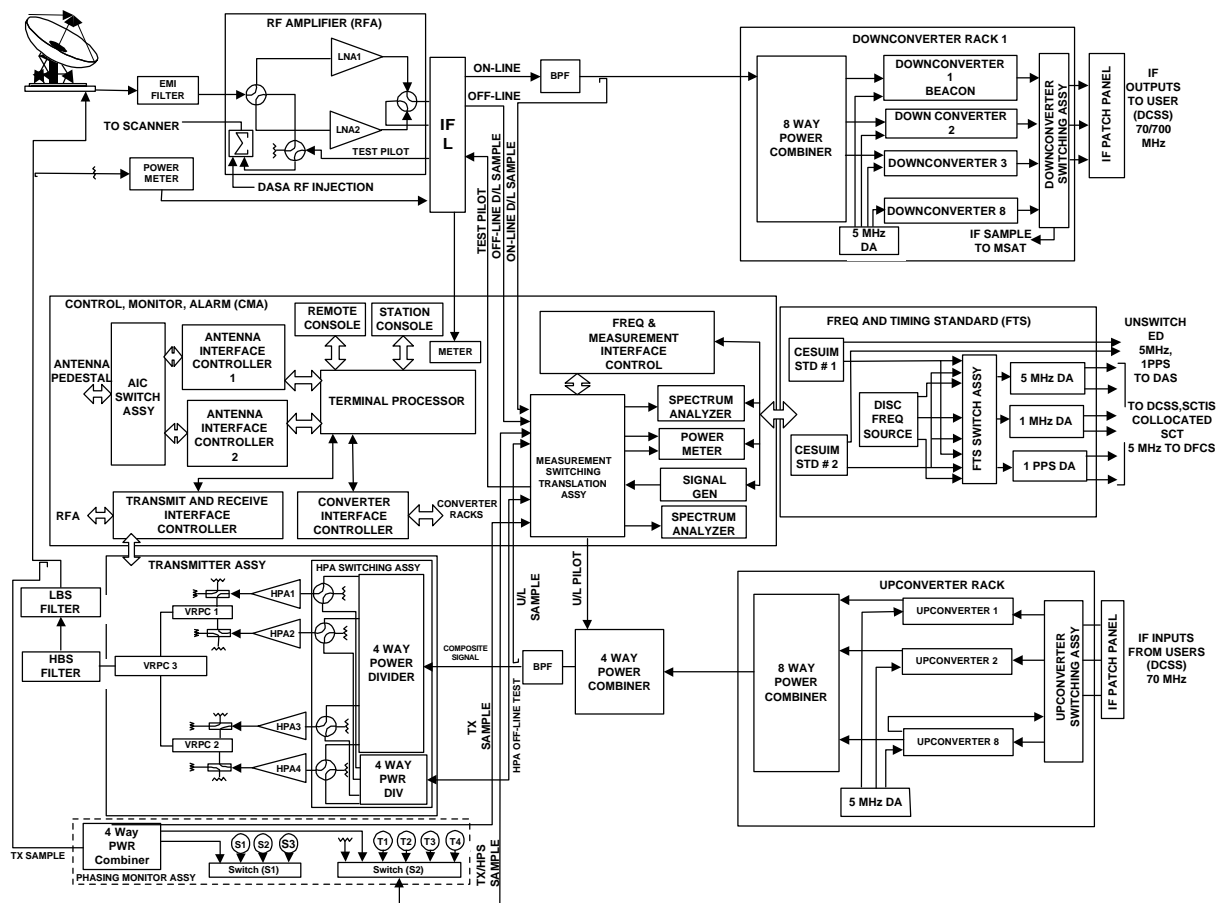 RF AMPLIFIER (RFA)
LNA1
LNA2
EMI
FILTER
TO SCANNER
Σ
TEST PILOT
DASA RF INJECTION
POWER
METER
IF
L
ON-LINE
OFF-LINE
BPF
TEST PILOT
OFF-LINE D/L SAMPLE
ON-LINE D/L SAMPLE
DOWNCONVERTER RACK 1
8 WAY
POWER
COMBINER
DOWNCONVERTER
1
BEACON
DOWN CONVERTER
2
DOWNCONVERTER 3
DOWNCONVERTER 8
5 MHz
DA
IF SAMPLE
TO MSAT
DOWNCONVERTER
SWITCHING ASSY
IF PATCH PANEL
IF
OUTPUTS
TO USER
(DCSS)
70/700
MHz
CONTROL, MONITOR, ALARM (CMA)
REMOTE
CONSOLE
STATION
CONSOLE
METER
ANTENNA
PEDESTAL
AIC
SWITCH
ASSY
ANTENNA
INTERFACE
CONTROLLER
1
ANTENNA
INTERFACE
CONTROLLER
2
TERMINAL PROCESSOR
FREQ &
MEASUREMENT
INTERFACE
CONTROL
SPECTRUM
ANALYZER
POWER
METER
SIGNAL
GEN
SPECTRUM
ANALYZER
MEASUREMENT
SWITCHING
TRANSLATION
ASSY
RFA
TRANSMIT AND RECEIVE
INTERFACE
CONTROLLER
CONVERTER
INTERFACE
CONTROLLER
CONVERTER
RACKS
FREQ AND TIMING STANDARD (FTS)
CESUIM
STD # 1
CESUIM
STD # 2
DISC
FREQ
SOURCE
FTS SWITCH ASSY
5 MHz DA
1 MHz DA
1 PPS DA
UNSWITCH
ED
5MHz,
1PPS
TO DAS
TO DCSS,SCTIS
COLLOCATED
SCT
5 MHz TO DFCS
TRANSMITTER ASSY
HPA SWITCHING ASSY
LBS
FILTER
HBS
FILTER
VRPC 1
VRPC 3
VRPC 2
HPA1
HPA2
HPA3
HPA4
4 WAY
POWER
DIVIDER
4 WAY
PWR
DIV
COMPOSITE
SIGNAL
BPF
4 WAY
POWER
COMBINER
U/L
SAMPLE
U/L PILOT
TX
SAMPLE
HPA OFF-LINE TEST
TX/HPS
SAMPLE
UPCONVERTER RACK
8 WAY
POWER
COMBINER
UPCONVERTER 1
UPCONVERTER 2
UPCONVERTER 8
5 MHz DA
UPCONVERTER
SWITCHING ASSY
IF PATCH PANEL
IF INPUTS
FROM USERS
(DCSS)
70 MHz
TX SAMPLE
4 Way
PWR
Combiner
S1
S2
S3
Switch (S1)
T1
T2
T3
T4
Switch (S2)
PHASING MONITOR ASSY